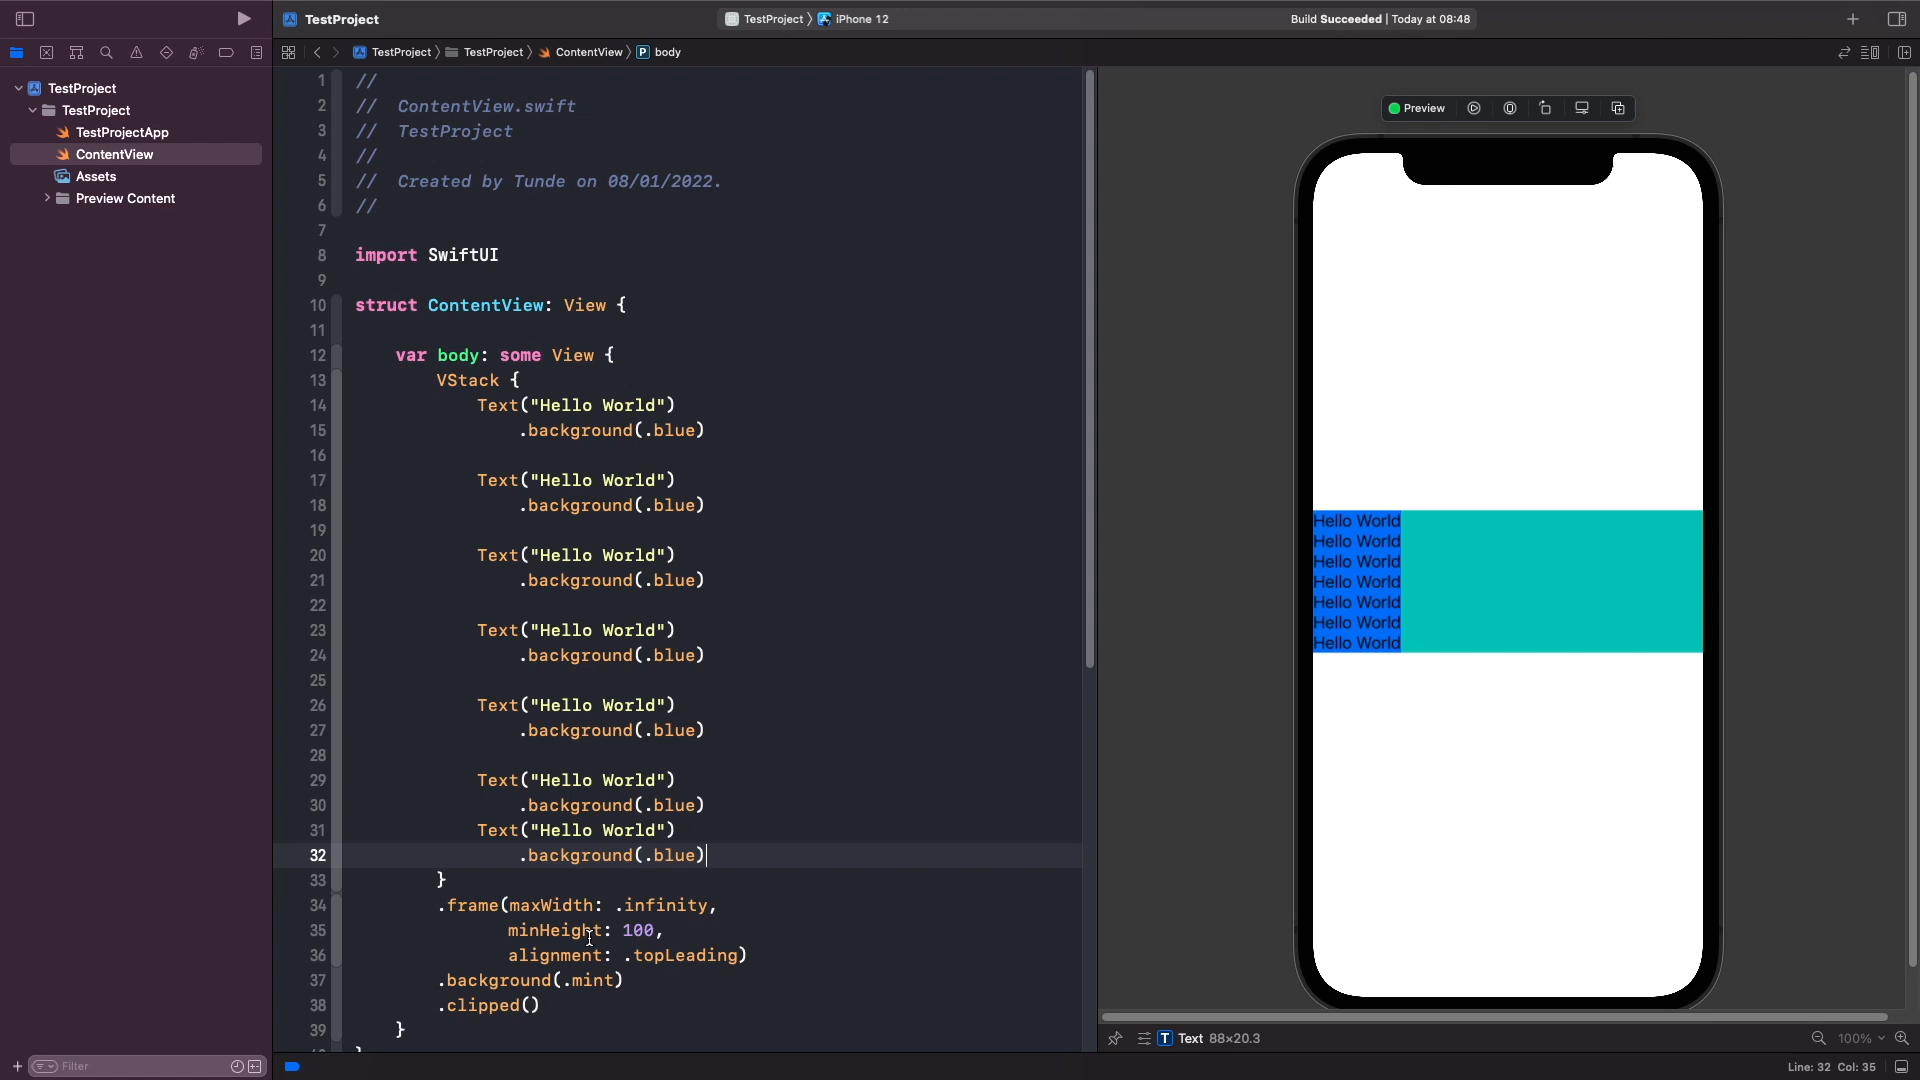 TestProject
TestProject 〉 iPhone 12
Build Succeeded | Today at 08:48
TestProject 〉 TestProject 〉 ContentView 〉 P body
TestProject
TestProject
TestProjectApp
ContentView
Assets
Preview Content
1 //
2 //  ContentView.swift
3 //  TestProject
4 //
5 //  Created by Tunde on 08/01/2022.
6 //
7
8 import SwiftUI
9
10 struct ContentView: View {
11
12 var body: some View {
13 VStack {
14 Text("Hello World")
15 .background(.blue)
16
17 Text("Hello World")
18 .background(.blue)
19
20 Text("Hello World")
21 .background(.blue)
22
23 Text("Hello World")
24 .background(.blue)
25
26 Text("Hello World")
27 .background(.blue)
28
29 Text("Hello World")
30 .background(.blue)
31 Text("Hello World")
32 .background(.blue)
33 }
34 .frame(maxWidth: .infinity,
35 minHeight: 100,
36 alignment: .topLeading)
37 .background(.mint)
38 .clipped()
39 }
Preview
Hello World
Hello World
Hello World
Hello World
Hello World
Hello World
Hello World
T Text 88×20.3
100%
Filter
Line: 32 Col: 35